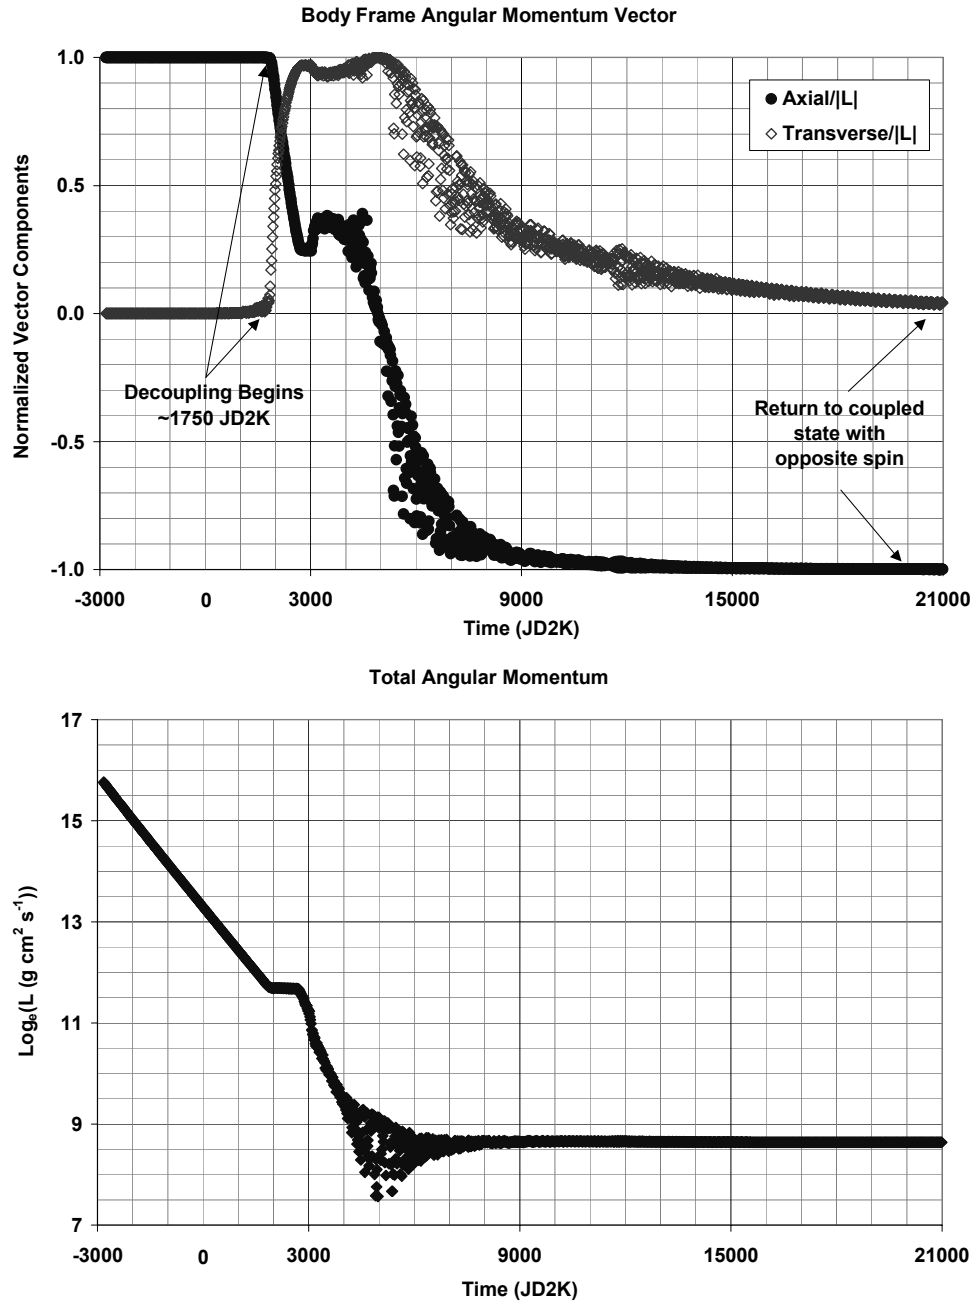 Body Frame Angular Momentum Vector
1.0
0.5
0.0
-0.5
-1.0
Normalized Vector Components
Axial/|L|
Transverse/|L|
Decoupling Begins
~1750 JD2K
Return to coupled
state with
opposite spin
-3000 0 3000 9000 15000 21000
Time (JD2K)
Total Angular Momentum
17
15
13
11
9
7
Logₑ(L (g cm² s⁻¹))
-3000 0 3000 9000 15000 21000
Time (JD2K)